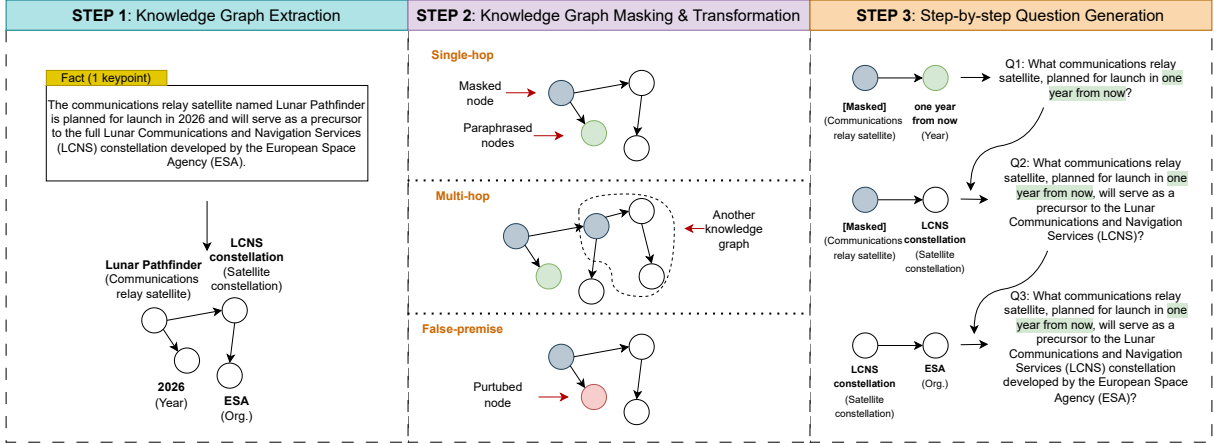 STEP 1: Knowledge Graph Extraction
Fact (1 keypoint)
The communications relay satellite named Lunar Pathfinder
is planned for launch in 2026 and will serve as a precursor
to the full Lunar Communications and Navigation Services
(LCNS) constellation developed by the European Space
Agency (ESA).
LCNS
constellation
(Satellite
constellation)
Lunar Pathfinder
(Communications
relay satellite)
2026
(Year)
ESA
(Org.)
STEP 2: Knowledge Graph Masking & Transformation
Single-hop
Masked
node
Paraphrased
nodes
Multi-hop
Another
knowledge
graph
False-premise
Purtubed
node
STEP 3: Step-by-step Question Generation
[Masked]
(Communications
relay satellite)
one year
from now
(Year)
Q1: What communications relay
satellite, planned for launch in one
year from now?
[Masked]
(Communications
relay satellite)
LCNS
constellation
(Satellite
constellation)
Q2: What communications relay
satellite, planned for launch in one
year from now, will serve as a
precursor to the Lunar
Communications and Navigation
Services (LCNS)?
LCNS
constellation
(Satellite
constellation)
ESA
(Org.)
Q3: What communications relay
satellite, planned for launch in one
year from now, will serve as a
precursor to the Lunar
Communications and Navigation
Services (LCNS) constellation
developed by the European Space
Agency (ESA)?